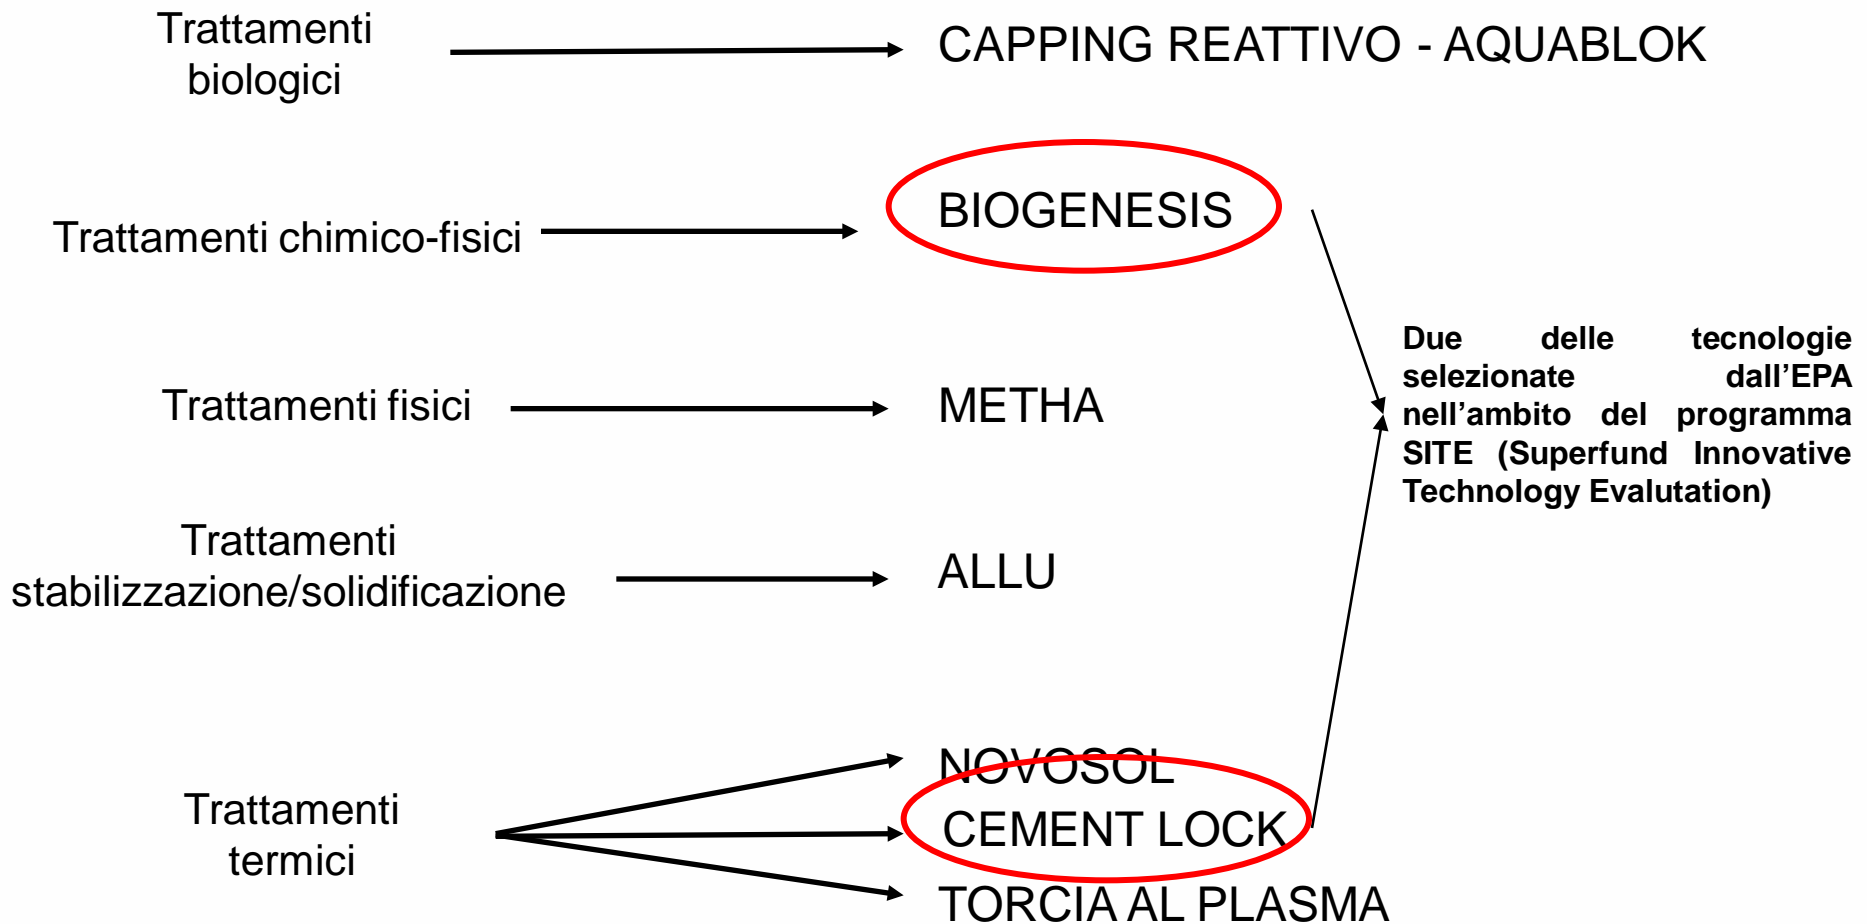 Trattamenti
biologici
CAPPING REATTIVO - AQUABLOK
Trattamenti chimico-fisici
BIOGENESIS
Due delle tecnologie
selezionate dall’EPA
nell’ambito del programma
SITE (Superfund Innovative
Technology Evalutation)
Trattamenti fisici
METHA
Trattamenti
stabilizzazione/solidificazione
ALLU
Trattamenti
termici
NOVOSOL
CEMENT LOCK
TORCIA AL PLASMA